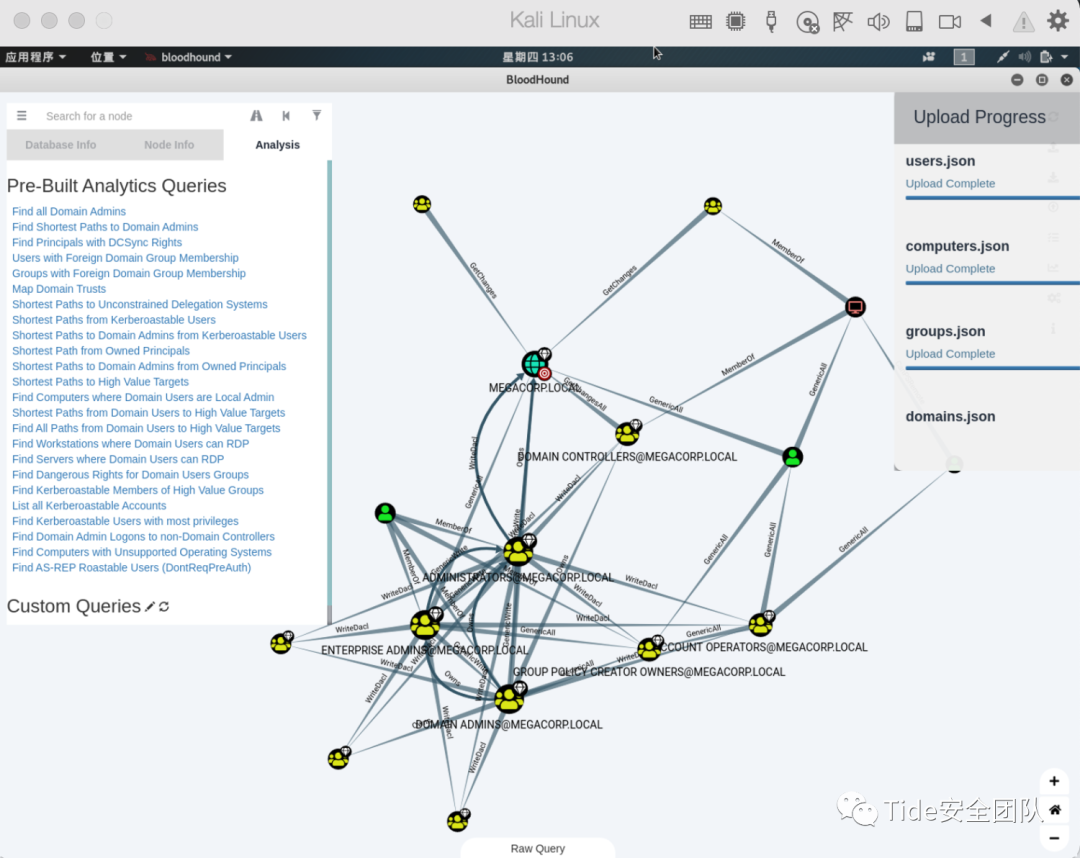 Kali Linux
应用程序
位置
bloodhound
星期四 13:06
1
BloodHound
Search for a node
Database Info
Node Info
Analysis
Pre-Built Analytics Queries
Find all Domain Admins
Find Shortest Paths to Domain Admins
Find Principals with DCSync Rights
Users with Foreign Domain Group Membership
Groups with Foreign Domain Group Membership
Map Domain Trusts
Shortest Paths to Unconstrained Delegation Systems
Shortest Paths from Kerberoastable Users
Shortest Paths to Domain Admins from Kerberoastable Users
Shortest Path from Owned Principals
Shortest Paths to Domain Admins from Owned Principals
Shortest Paths to High Value Targets
Find Computers where Domain Users are Local Admin
Shortest Paths from Domain Users to High Value Targets
Find All Paths from Domain Users to High Value Targets
Find Workstations where Domain Users can RDP
Find Servers where Domain Users can RDP
Find Dangerous Rights for Domain Users Groups
Find Kerberoastable Members of High Value Groups
List all Kerberoastable Accounts
Find Kerberoastable Users with most privileges
Find Domain Admin Logons to non-Domain Controllers
Find Computers with Unsupported Operating Systems
Find AS-REP Roastable Users (DontReqPreAuth)
Custom Queries
Upload Progress
users.json
Upload Complete
computers.json
Upload Complete
groups.json
Upload Complete
domains.json
GetChanges
GetChanges
MemberOf
MemberOf
GenericAll
MEGACORP.LOCAL
GetChangesAll
GenericAll
DOMAIN CONTROLLERS@MEGACORP.LOCAL
WriteDacl
Owns
WriteDacl
GenericAll
GenericAll
GenericAll
MemberOf
MemberOf
GenericWrite
Owns
ADMINISTRATORS@MEGACORP.LOCAL
WriteDacl
WriteDacl
WriteDacl
WriteDacl
WriteDacl
GenericAll
GenericAll
ENTERPRISE ADMINS@MEGACORP.LOCAL
ACCOUNT OPERATORS@MEGACORP.LOCAL
GROUP POLICY CREATOR OWNERS@MEGACORP.LOCAL
WriteDacl
Owns
WriteDacl
WriteDacl
DOMAIN ADMINS@MEGACORP.LOCAL
WriteDacl
Tide安全团队
Raw Query